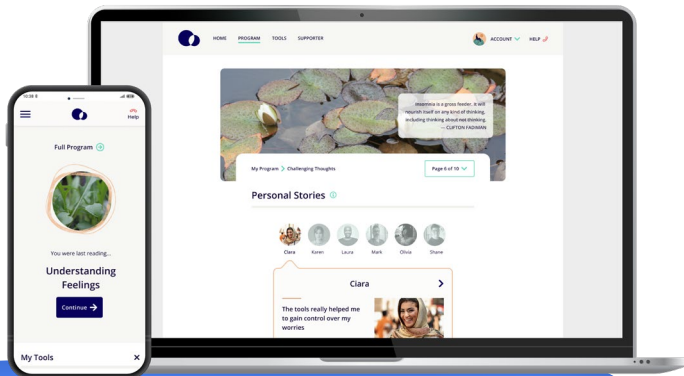 HOME PROGRAM TOOLS SUPPORTER ACCOUNT HELP
Insomnia is a gross feeder. It will
nourish itself on any kind of thinking,
including thinking about not thinking.
— CLIFTON FADIMAN
My Program > Challenging Thoughts
Page 6 of 10
Personal Stories
Ciara Karen Laura Mark Olivia Shane
Ciara
The tools really helped me
to gain control over my
worries
Help
Full Program
You were last reading...
Understanding
Feelings
Continue →
My Tools ×